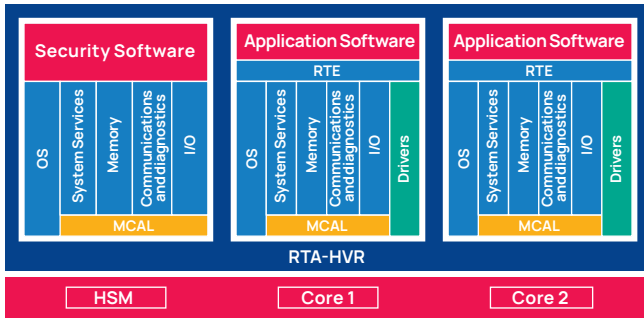 Security Software
OS
System Services
Memory
Communications
and diagnostics
I/O
MCAL
Application Software
RTE
OS
System Services
Memory
Communications
and diagnostics
I/O
Drivers
MCAL
Application Software
RTE
OS
System Services
Memory
Communications
and diagnostics
I/O
Drivers
MCAL
RTA-HVR
HSM
Core 1
Core 2